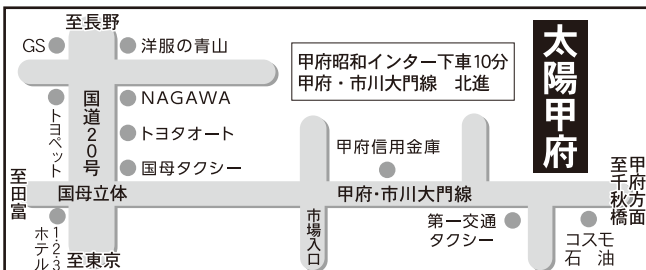 至長野
GS
洋服の青山
甲府昭和インター下車10分
甲府・市川大門線 北進
太陽甲府
国道20号
NAGAWA
トヨペット
トヨタオート
国母タクシー
甲府信用金庫
至田富
国母立体
甲府・市川大門線
甲府方面
至千秋橋
市場入口
第一交通
タクシー
コスモ
石油
ホテル
1-2-3
至東京